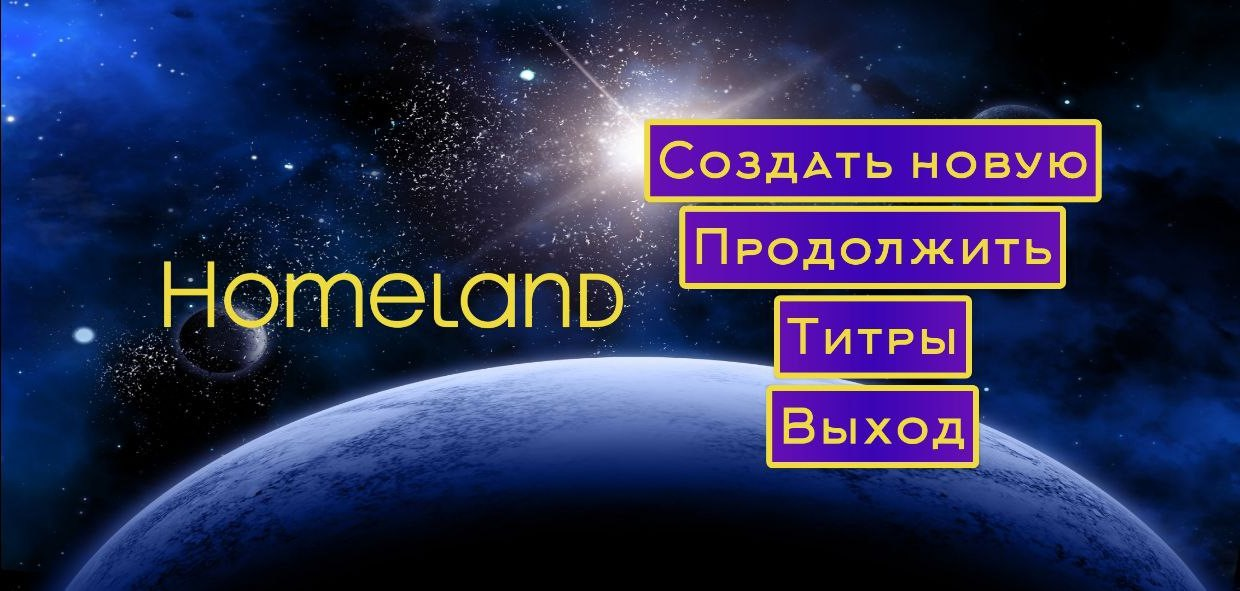 Homeland
Создать новую
Продолжить
Титры
Выход